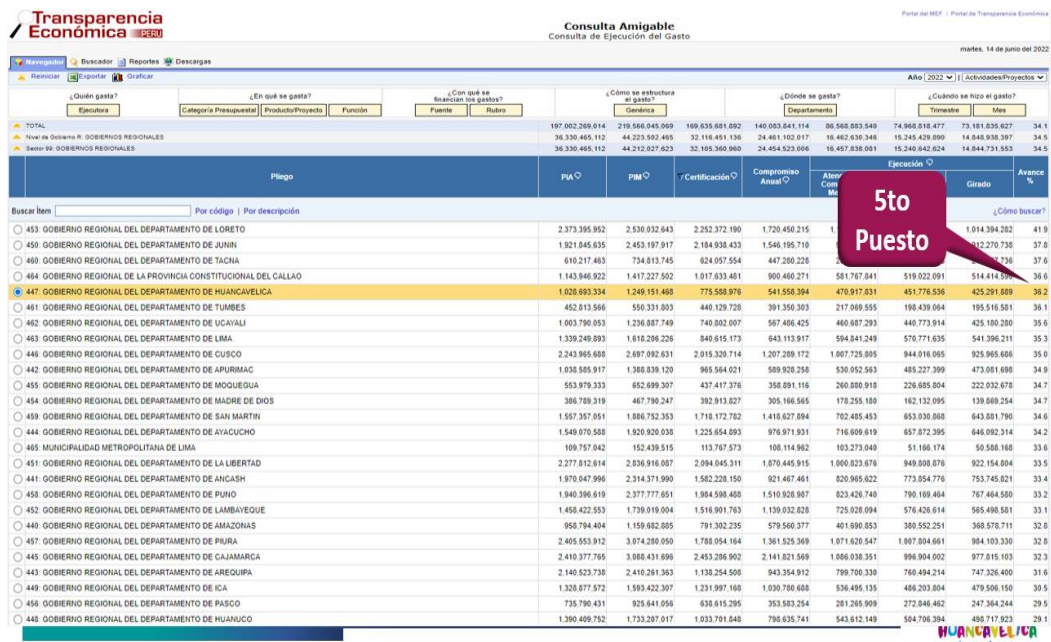 Transparencia
Económica PERU
Consulta Amigable
Consulta de Ejecución del Gasto
Portal del MEF | Portal de Transparencia Económica
martes, 14 de junio del 2022
Navegador Buscador Reportes Descargas
Reiniciar Exportar Graficar
Año 2022 | Actividades/Proyectos
¿Quién gasta? ¿En qué se gasta? ¿Con qué se financian los gastos? ¿Cómo se estructura el gasto? ¿Dónde se gasta? ¿Cuándo se hizo el gasto?
Ejecutora Categoría Presupuestal Producto/Proyecto Función Fuente Rubro Genérica Departamento Trimestre Mes
TOTAL 197.002,269,014 219,566,045,069 169,635,681,892 140,083,841,114 86,568,883,540 74,968,818,477 73,181,835,627 34.1
Nivel de Gobierno R: GOBIERNOS REGIONALES 36,330,465,112 44,223,502,465 32,116,451,136 24,461,102,017 16,462,630,346 15,245,429,890 14,848,938,397 34.5
Sector 99: GOBIERNOS REGIONALES 36,330,465,112 44,212,027,623 32,105,360,960 24,454,523,006 16,457,838,081 15,240,642,624 14,844,731,553 34.5
Pliego PIA PIM Certificación Compromiso Anual Ejecución Girado Avance %
5to
Puesto
Buscar Ítem Por código | Por descripción ¿Cómo buscar?
453: GOBIERNO REGIONAL DEL DEPARTAMENTO DE LORETO 2,373,395,952 2,530,032,643 2,252,372,190 1,720,450,215 1,014,394,282 41.9
450: GOBIERNO REGIONAL DEL DEPARTAMENTO DE JUNIN 1,921,845,635 2,453,197,917 2,184,938,433 1,546,195,710 912,270,738 37.8
460: GOBIERNO REGIONAL DEL DEPARTAMENTO DE TACNA 610,217,463 734,813,745 624,057,554 447,280,228 37.6
464: GOBIERNO REGIONAL DE LA PROVINCIA CONSTITUCIONAL DEL CALLAO 1,143,946,922 1,417,227,502 1,017,633,481 900,460,271 581,767,841 519,022,091 36.6
447: GOBIERNO REGIONAL DEL DEPARTAMENTO DE HUANCAVELICA 1,028,693,334 1,249,151,468 775,588,976 541,558,394 470,917,831 451,776,536 425,291,889 36.2
461: GOBIERNO REGIONAL DEL DEPARTAMENTO DE TUMBES 452,813,566 550,331,803 440,129,728 391,350,303 217,069,555 198,439,064 195,516,581 36.1
462: GOBIERNO REGIONAL DEL DEPARTAMENTO DE UCAYALI 1,003,790,053 1,236,887,749 740,802,007 567,486,425 460,687,293 440,773,914 425,180,280 35.6
463: GOBIERNO REGIONAL DEL DEPARTAMENTO DE LIMA 1,339,249,893 1,618,206,226 840,615,173 643,113,917 594,841,249 570,771,635 541,396,211 35.3
446: GOBIERNO REGIONAL DEL DEPARTAMENTO DE CUSCO 2,243,965,688 2,697,092,631 2,015,320,714 1,207,289,172 1,007,725,805 944,016,065 925,965,686 35.0
442: GOBIERNO REGIONAL DEL DEPARTAMENTO DE APURIMAC 1,038,585,917 1,388,839,120 965,564,021 589,928,258 530,052,563 485,227,399 473,081,698 34.9
455: GOBIERNO REGIONAL DEL DEPARTAMENTO DE MOQUEGUA 553,979,333 652,699,307 437,417,376 358,891,116 260,880,918 226,685,804 222,032,678 34.7
454: GOBIERNO REGIONAL DEL DEPARTAMENTO DE MADRE DE DIOS 386,789,319 467,790,247 392,913,827 305,166,565 178,255,180 162,132,095 139,869,254 34.7
459: GOBIERNO REGIONAL DEL DEPARTAMENTO DE SAN MARTIN 1,557,357,051 1,886,752,353 1,718,172,782 1,418,627,894 702,485,453 653,030,868 643,881,790 34.6
444: GOBIERNO REGIONAL DEL DEPARTAMENTO DE AYACUCHO 1,549,070,588 1,920,920,038 1,225,654,893 976,971,931 716,609,619 657,872,395 646,092,314 34.2
465: MUNICIPALIDAD METROPOLITANA DE LIMA 109,757,042 152,439,515 113,767,573 108,114,962 103,273,040 51,166,174 50,588,168 33.6
451: GOBIERNO REGIONAL DEL DEPARTAMENTO DE LA LIBERTAD 2,277,812,614 2,836,916,087 2,094,045,311 1,870,445,915 1,000,823,676 949,808,876 922,154,804 33.5
441: GOBIERNO REGIONAL DEL DEPARTAMENTO DE ANCASH 1,970,047,996 2,314,371,990 1,582,228,150 921,467,461 820,965,622 773,854,776 753,745,821 33.4
458: GOBIERNO REGIONAL DEL DEPARTAMENTO DE PUNO 1,940,396,619 2,377,777,651 1,984,598,488 1,510,928,987 823,426,740 790,169,464 767,464,580 33.2
452: GOBIERNO REGIONAL DEL DEPARTAMENTO DE LAMBAYEQUE 1,458,422,553 1,739,019,004 1,516,901,763 1,139,032,828 725,028,094 576,426,614 565,498,581 33.1
440: GOBIERNO REGIONAL DEL DEPARTAMENTO DE AMAZONAS 958,794,404 1,159,682,885 791,302,235 579,560,377 401,690,853 380,552,251 368,578,711 32.8
457: GOBIERNO REGIONAL DEL DEPARTAMENTO DE PIURA 2,405,553,912 3,074,280,050 1,788,054,164 1,361,525,369 1,071,620,547 1,007,804,661 984,103,330 32.8
445: GOBIERNO REGIONAL DEL DEPARTAMENTO DE CAJAMARCA 2,410,377,765 3,088,431,696 2,453,286,902 2,141,821,569 1,086,038,351 996,904,002 977,815,103 32.3
443: GOBIERNO REGIONAL DEL DEPARTAMENTO DE AREQUIPA 2,140,523,738 2,410,261,363 1,138,254,508 943,354,912 799,700,330 760,494,214 747,326,400 31.6
449: GOBIERNO REGIONAL DEL DEPARTAMENTO DE ICA 1,328,877,572 1,593,422,307 1,231,997,168 1,030,780,688 536,495,135 486,203,804 479,506,150 30.5
456: GOBIERNO REGIONAL DEL DEPARTAMENTO DE PASCO 735,790,431 925,641,056 638,615,295 353,583,254 281,265,909 272,846,462 247,364,244 29.5
448: GOBIERNO REGIONAL DEL DEPARTAMENTO DE HUANUCO 1,390,409,752 1,733,207,017 1,033,701,848 798,635,741 543,612,149 504,706,394 498,717,923 29.1
HUANCAVELICA